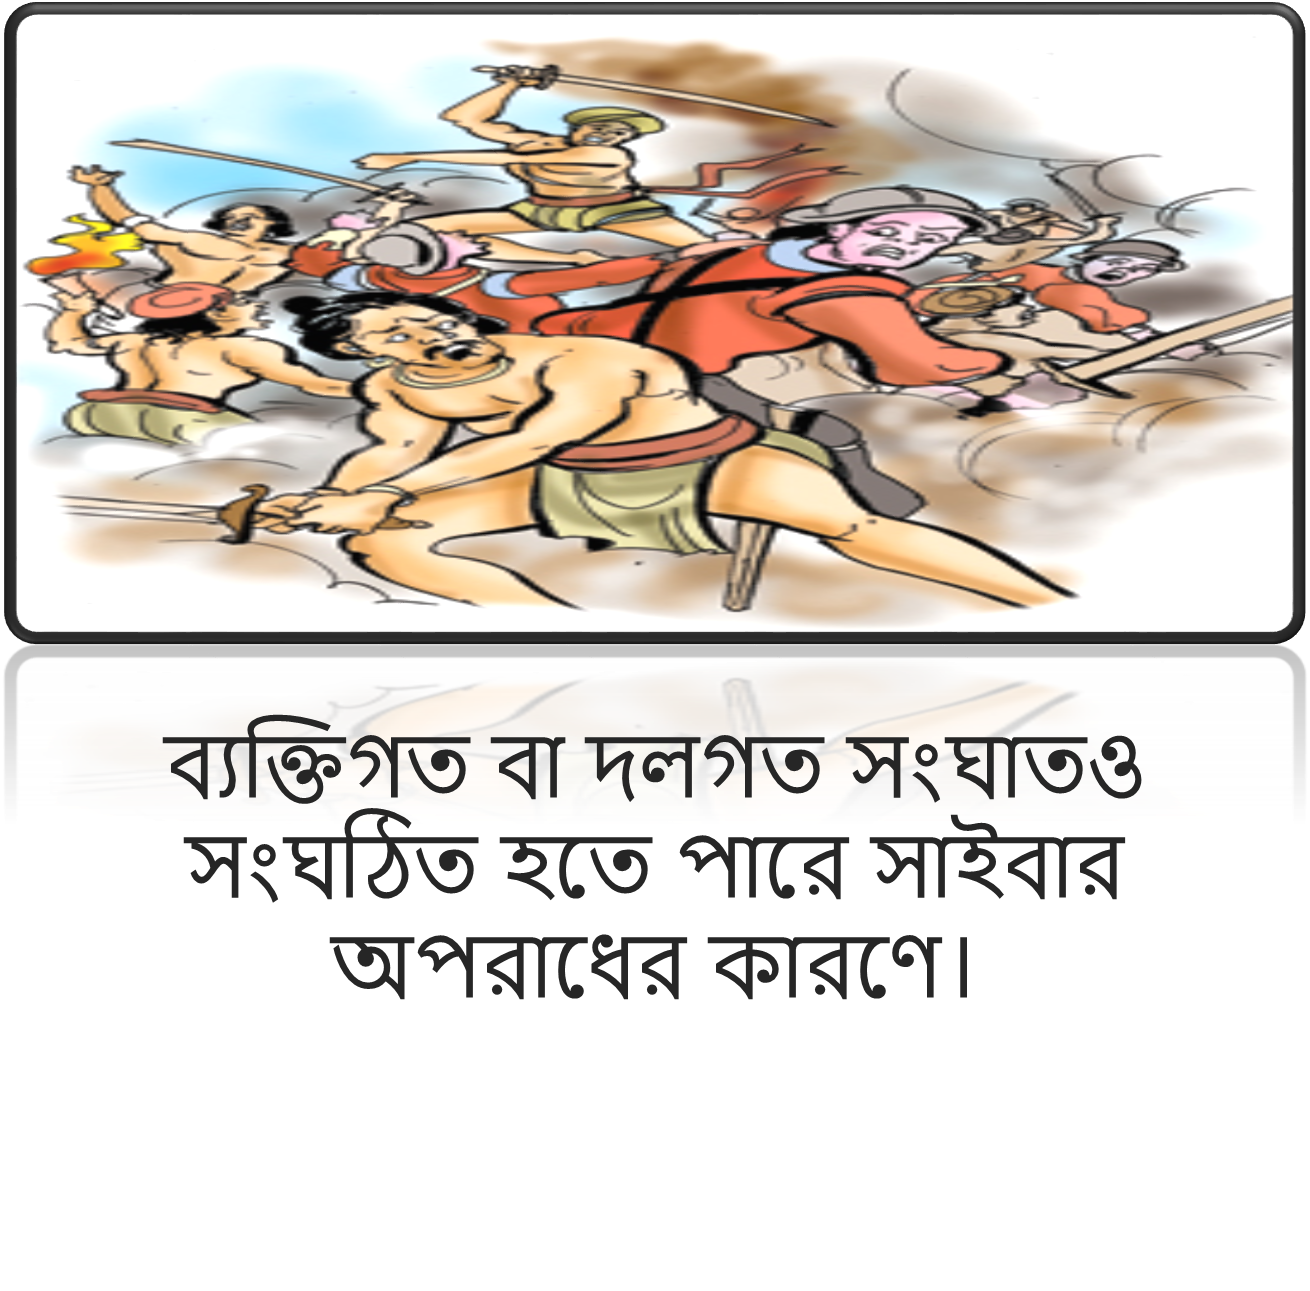 ব্যক্তিগত বা দলগত সংঘাতও
সংঘঠিত হতে পারে সাইবার
অপরাধের কারণে।